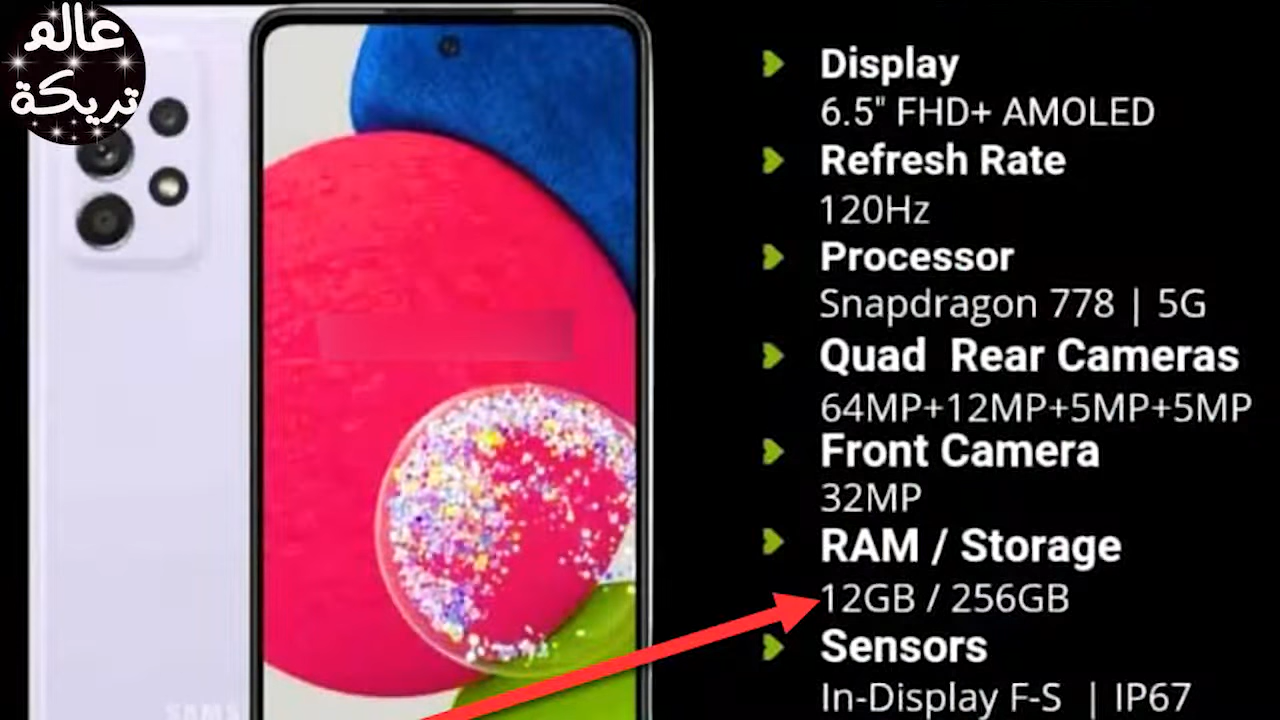 عالم
تريكة
Display
6.5" FHD+ AMOLED
Refresh Rate
120Hz
Processor
Snapdragon 778 | 5G
Quad Rear Cameras
64MP+12MP+5MP+5MP
Front Camera
32MP
RAM / Storage
12GB / 256GB
Sensors
In-Display F-S | IP67
SAMS